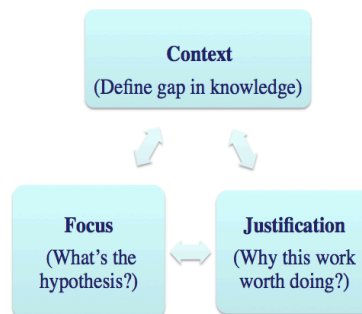 Context
(Define gap in knowledge)
Focus
(What's the
hypothesis?)
Justification
(Why this work
worth doing?)